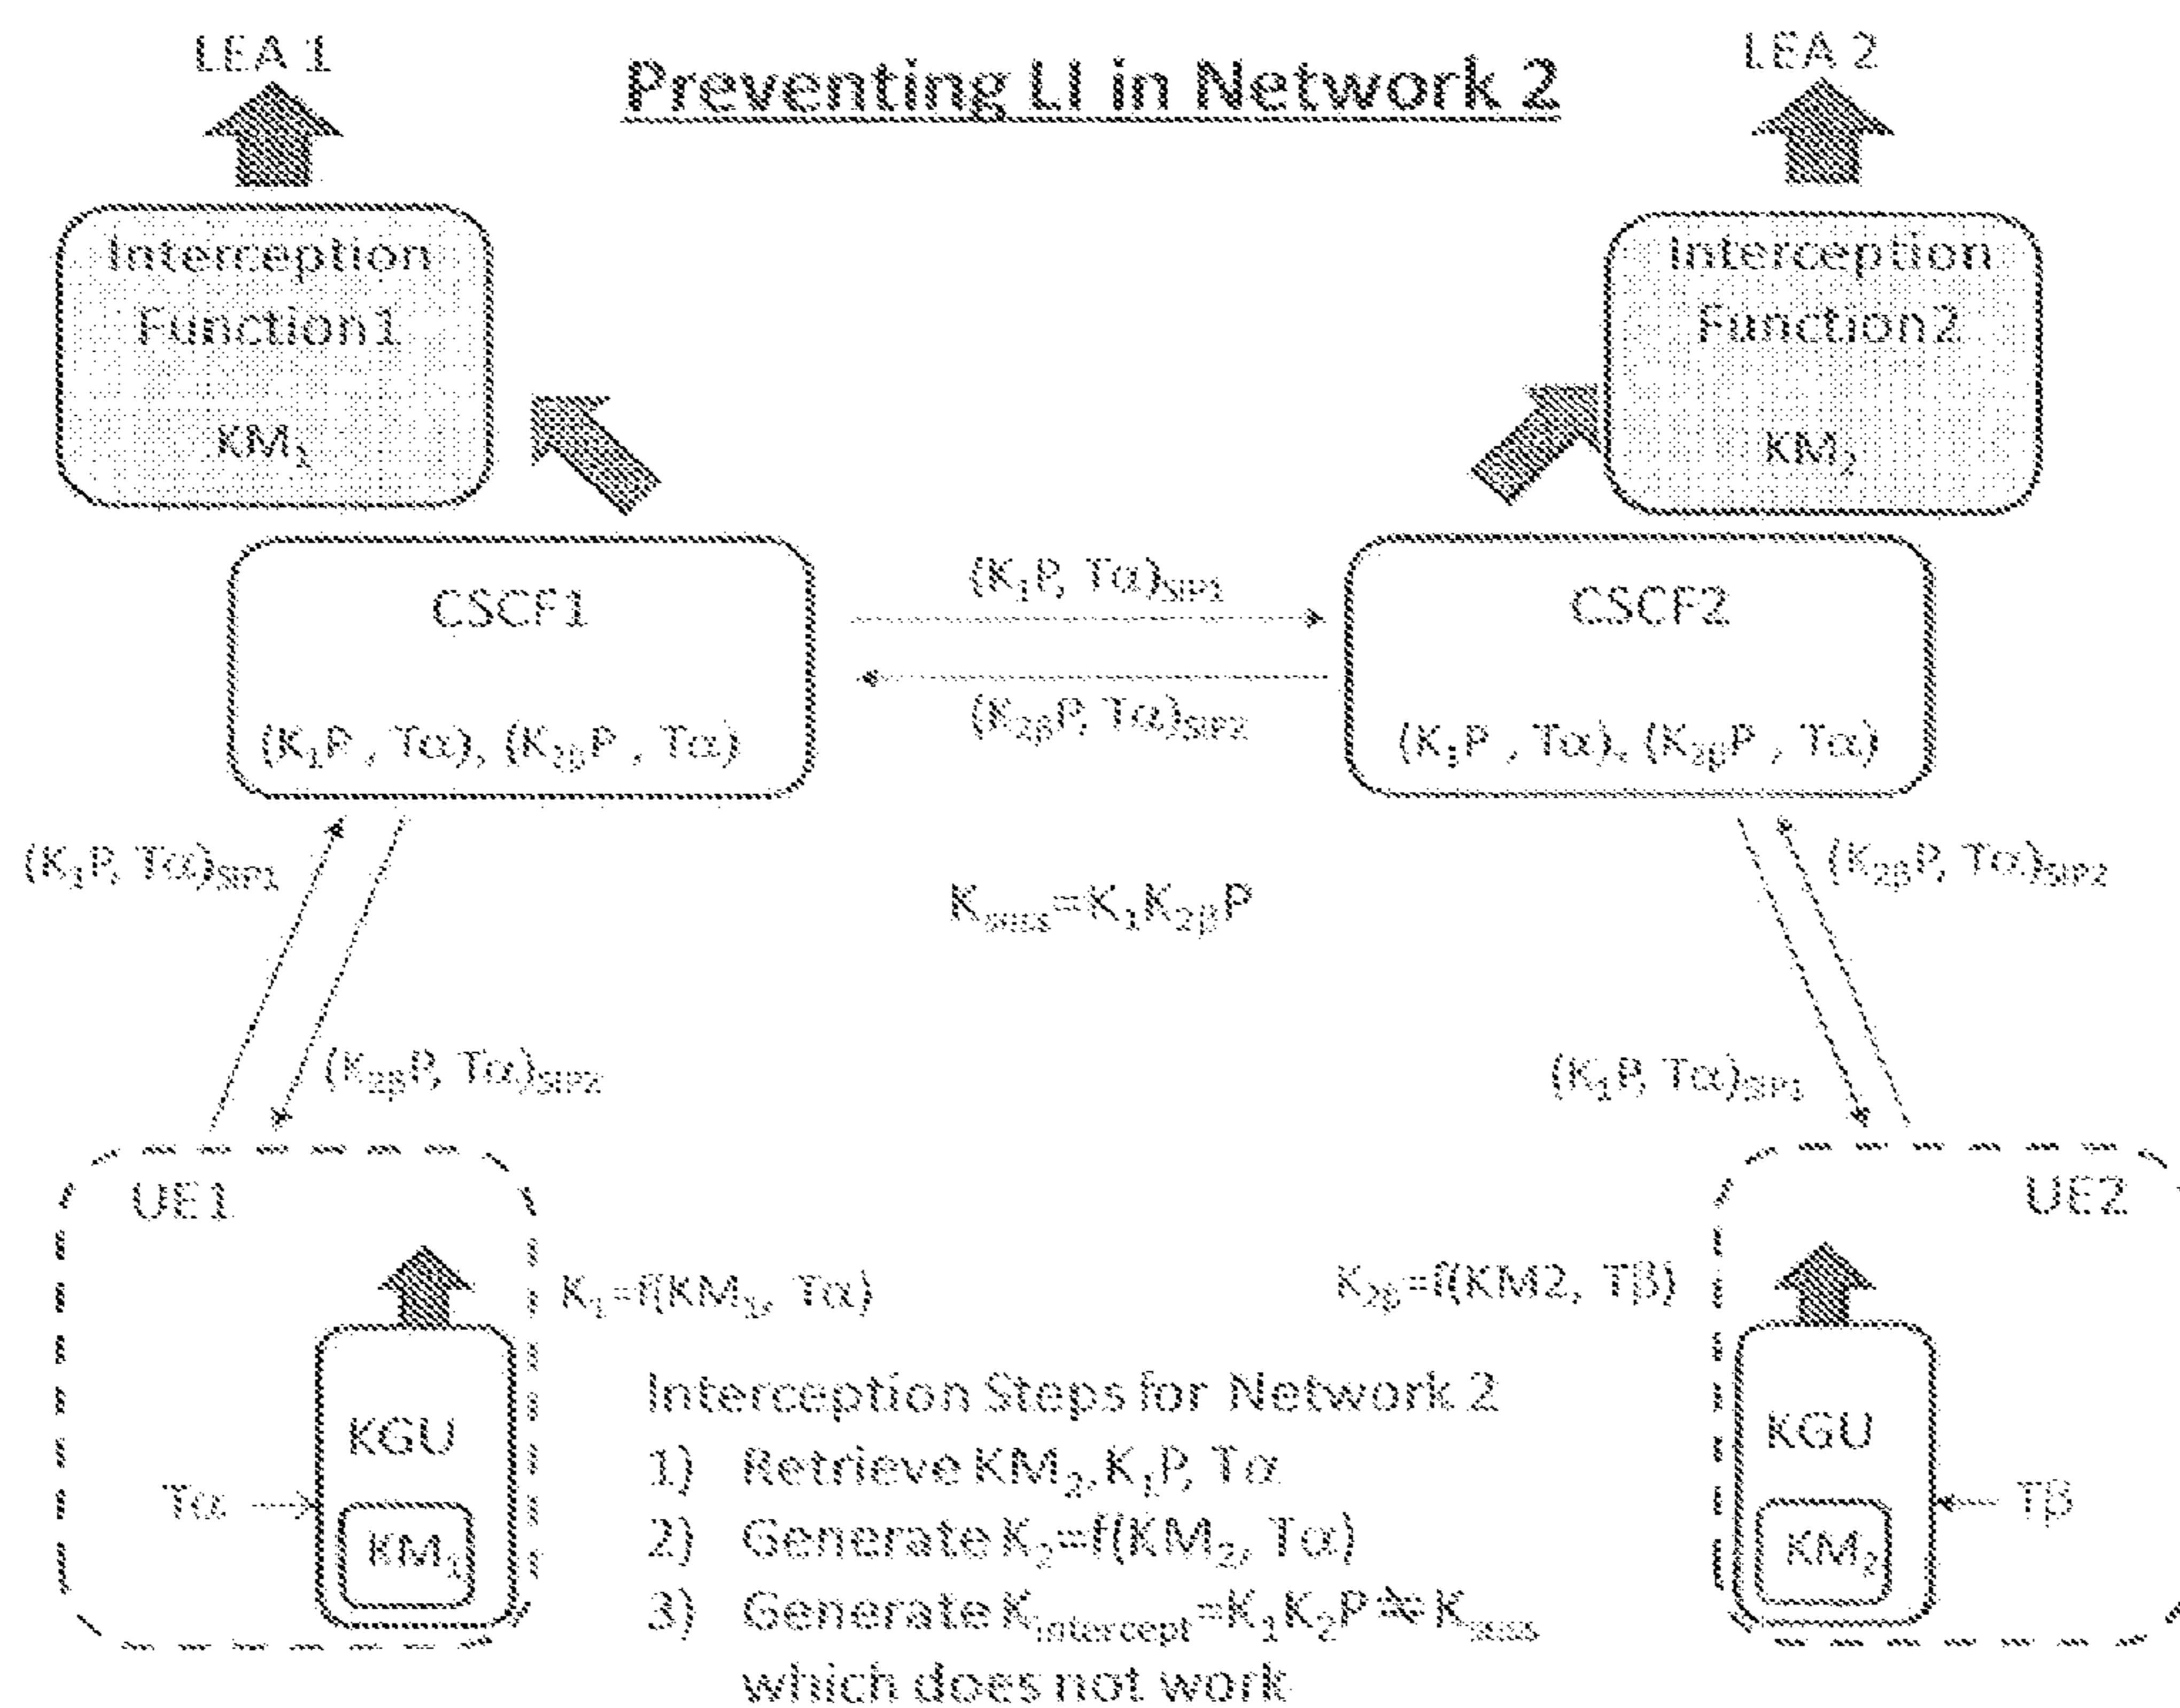 LEA 1
Preventing LI in Network 2
LEA 2
Interception
Function1
KM₁
Interception
Function2
KM₂
CSCF1
(K₁P , Tα), (K₂βP , Tα)
(K₁P, Tα)SIP1
(K₂βP, Tα)SIP2
CSCF2
(K₁P , Tα), (K₂βP , Tα)
(K₁P, Tα)SIP1
Ksess=K₁K₂βP
(K₂βP, Tα)SIP2
(K₂βP, Tα)SIP2
(K₁P, Tα)SIP1
UE1
K₁=f(KM₁, Tα)
KGU
Tα
KM₁
K₂β=f(KM2, Tβ)
UE2
KGU
Tβ
KM₂
Interception Steps for Network 2
1) Retrieve KM₂, K₁P, Tα
2) Generate K₂=f(KM₂, Tα)
3) Generate Kintercept=K₁K₂P ≠ Ksess
which does not work